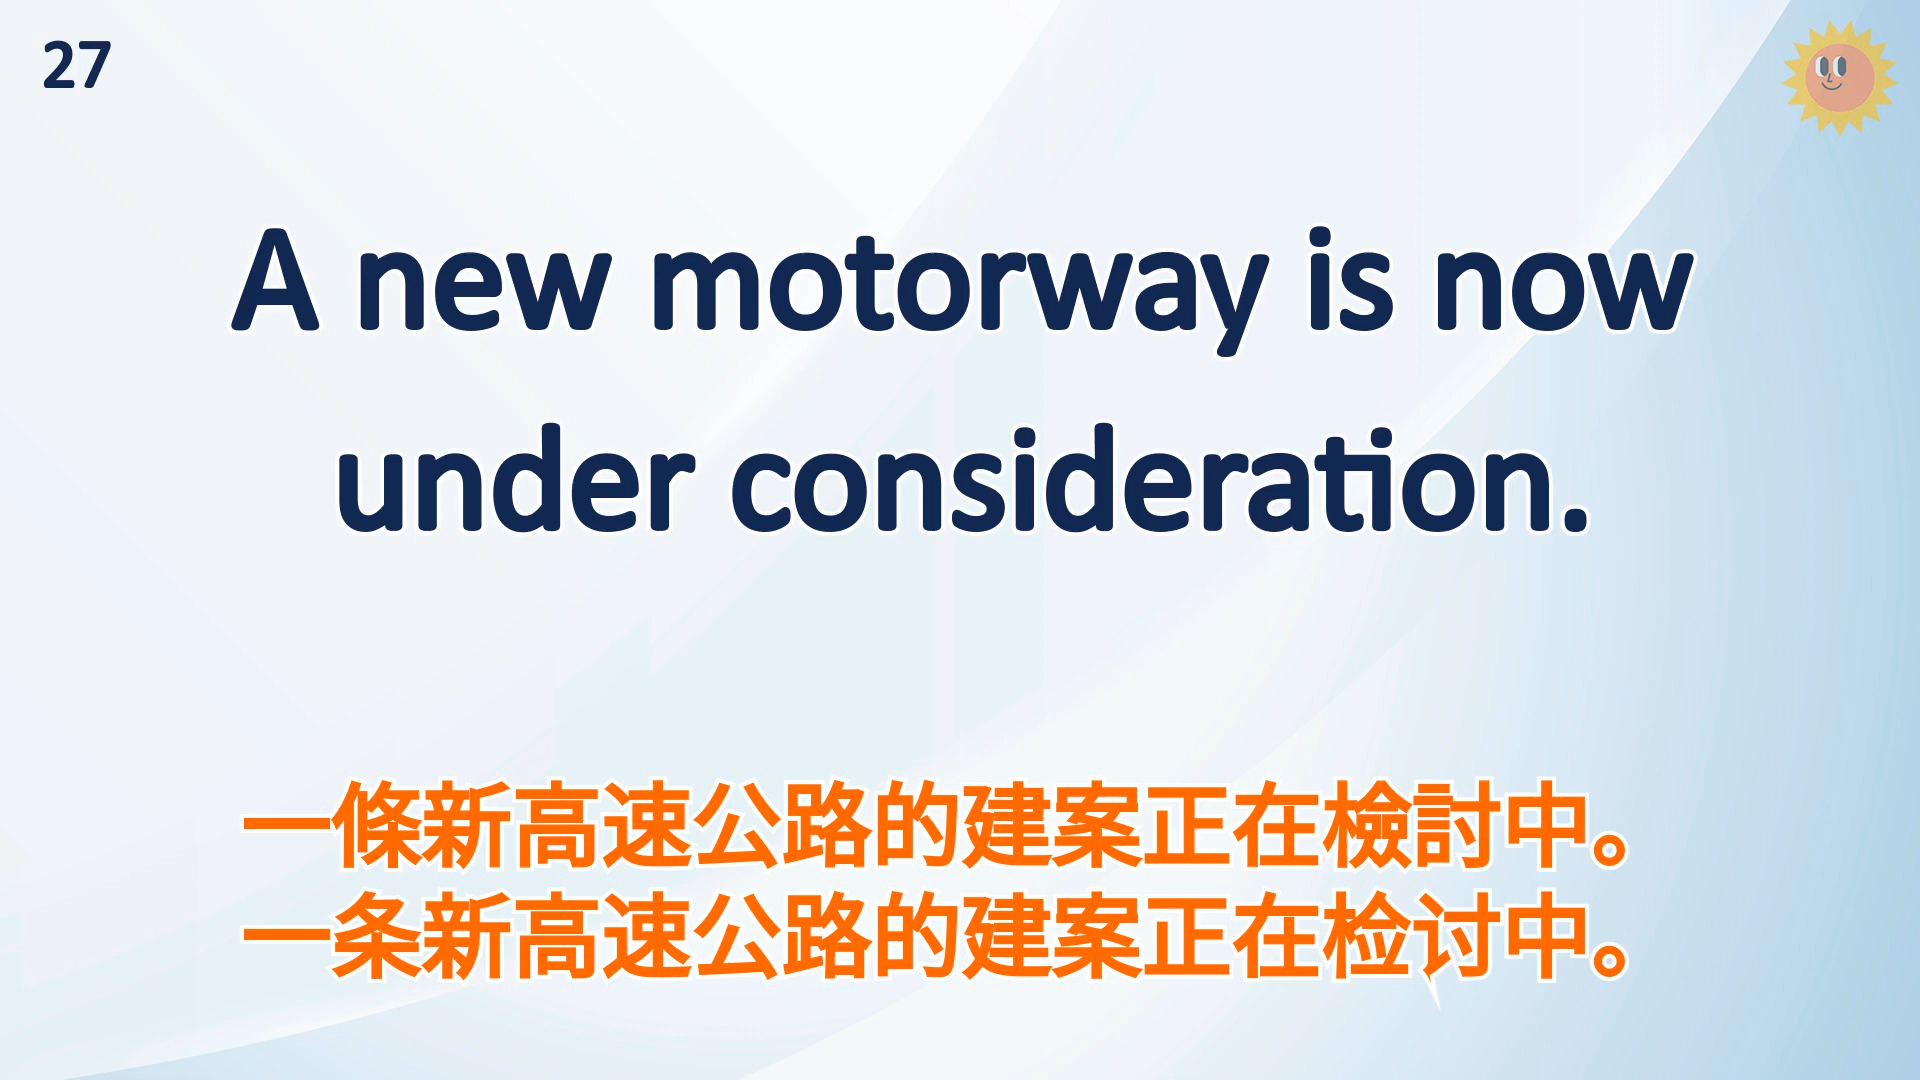 27
A new motorway is now
under consideration.
一條新高速公路的建案正在檢討中。
一条新高速公路的建案正在检讨中。